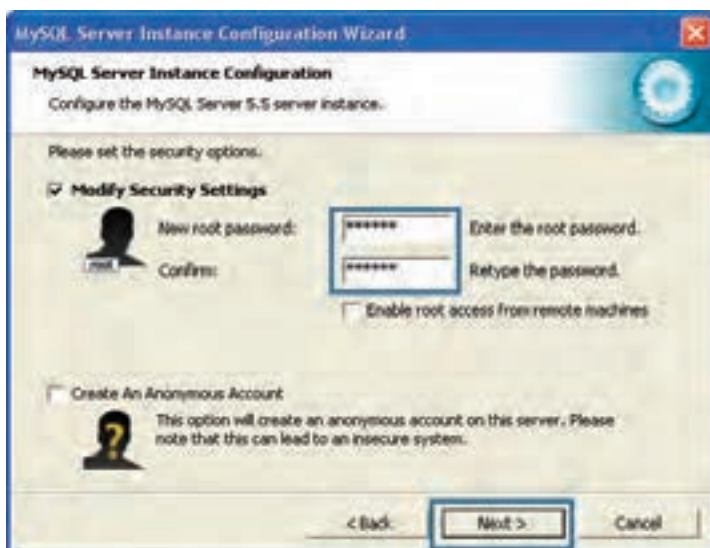 MySQL Server Instance Configuration Wizard
MySQL Server Instance Configuration
Configure the MySQL Server 5.5 server instance.
Please set the security options.
Modify Security Settings
root
New root password:
******
Enter the root password.
Confirm:
******
Retype the password.
Enable root access from remote machines
Create An Anonymous Account
?
This option will create an anonymous account on this server. Please
note that this can lead to an insecure system.
< Back
Next >
Cancel